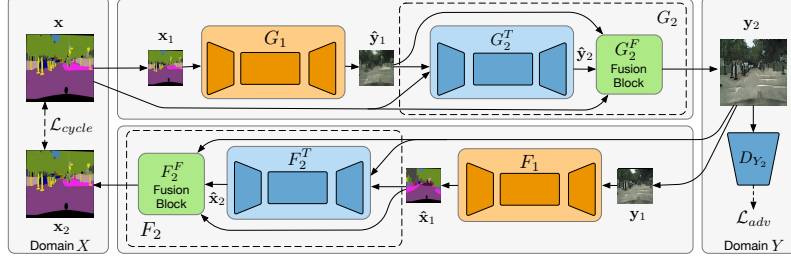 x
x₁
G₁
ŷ₁
G₂ᵀ
ŷ₂
G₂ᶠ
Fusion
Block
G₂
y₂
ℒ_cycle
F₂ᶠ
Fusion
Block
x̂₂
F₂ᵀ
x̂₁
F₁
y₁
D_Y₂
ℒ_adv
x₂
F₂
Domain X
Domain Y